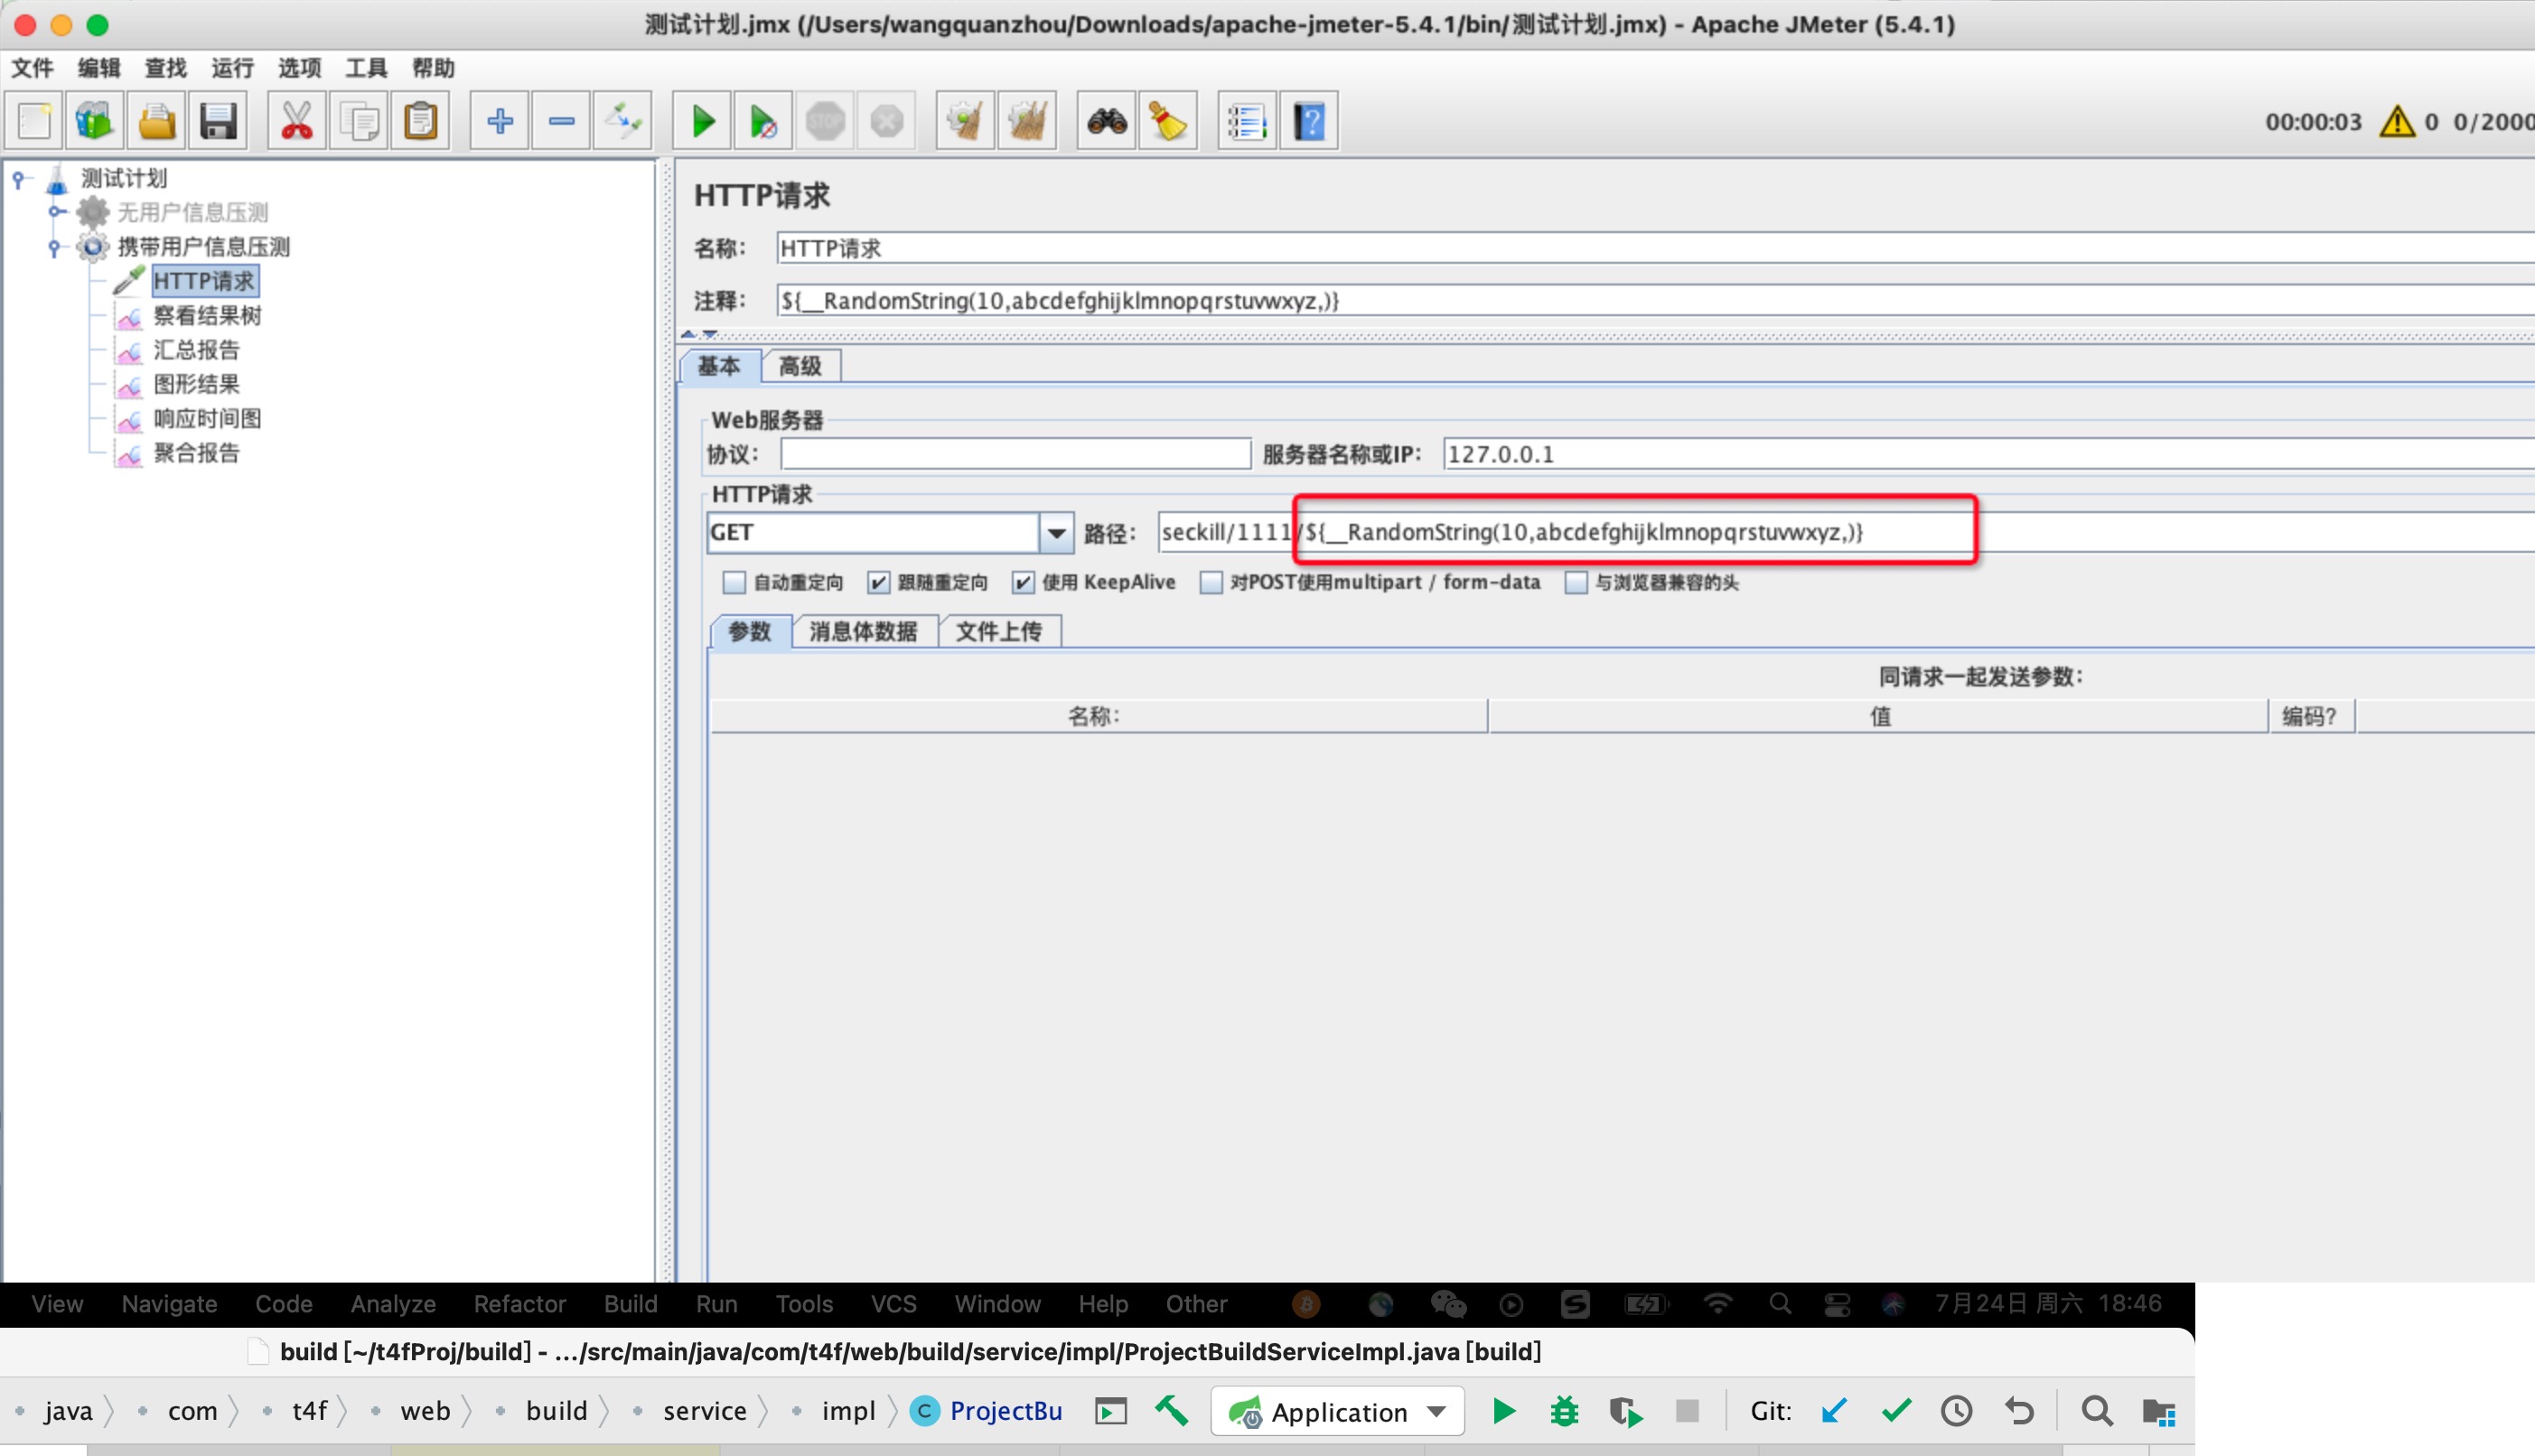 测试计划.jmx (/Users/wangquanzhou/Downloads/apache-jmeter-5.4.1/bin/测试计划.jmx) - Apache JMeter (5.4.1)
文件 编辑 查找 运行 选项 工具 帮助
STOP
00:00:03 0 0/2000
测试计划
无用户信息压测
携带用户信息压测
HTTP请求
察看结果树
汇总报告
图形结果
响应时间图
聚合报告
HTTP请求
名称: HTTP请求
注释: ${__RandomString(10,abcdefghijklmnopqrstuvwxyz,)}
基本 高级
Web服务器
协议: 服务器名称或IP: 127.0.0.1
HTTP请求
GET 路径: seckill/1111/${__RandomString(10,abcdefghijklmnopqrstuvwxyz,)}
自动重定向 跟随重定向 使用 KeepAlive 对POST使用multipart / form-data 与浏览器兼容的头
参数 消息体数据 文件上传
同请求一起发送参数:
名称: 值 编码?
View Navigate Code Analyze Refactor Build Run Tools VCS Window Help Other 7月24日 周六 18:46
build [~/t4fProj/build] - .../src/main/java/com/t4f/web/build/service/impl/ProjectBuildServiceImpl.java [build]
java com t4f web build service impl C ProjectBu Application Git: